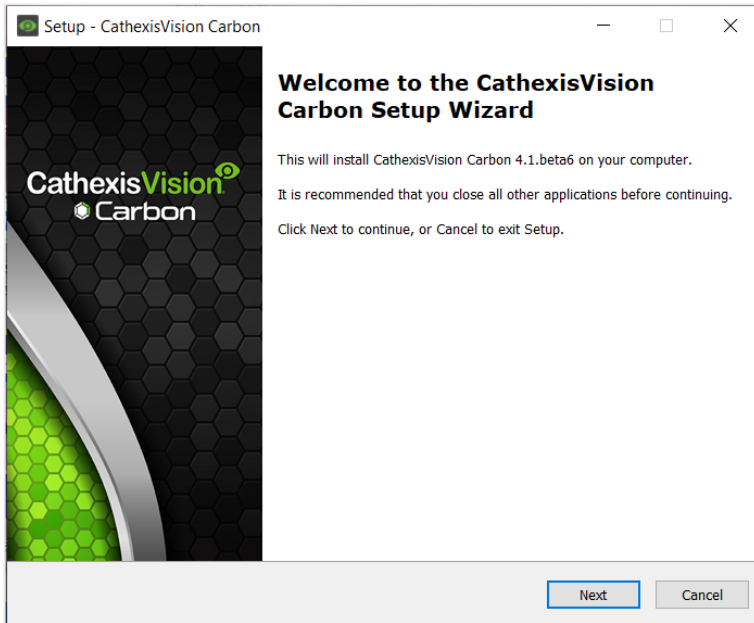 Setup - CathexisVision Carbon
CathexisVision
Carbon
Welcome to the CathexisVision
Carbon Setup Wizard
This will install CathexisVision Carbon 4.1.beta6 on your computer.
It is recommended that you close all other applications before continuing.
Click Next to continue, or Cancel to exit Setup.
Next
Cancel